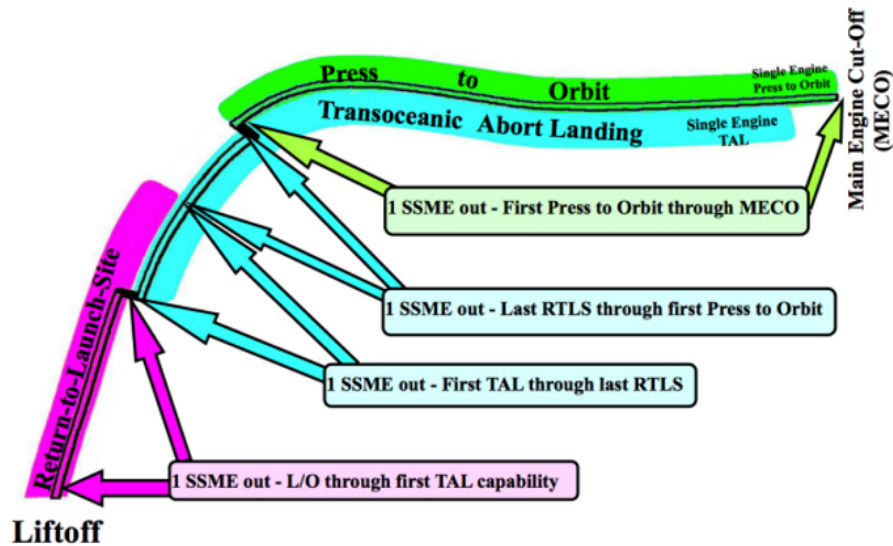 Press to Orbit
Single Engine
Press to Orbit
Transoceanic Abort Landing
Single Engine
TAL
Main Engine Cut-Off
(MECO)
1 SSME out - First Press to Orbit through MECO
Return-to-Launch-Site
1 SSME out - Last RTLS through first Press to Orbit
1 SSME out - First TAL through last RTLS
1 SSME out - L/O through first TAL capability
Liftoff